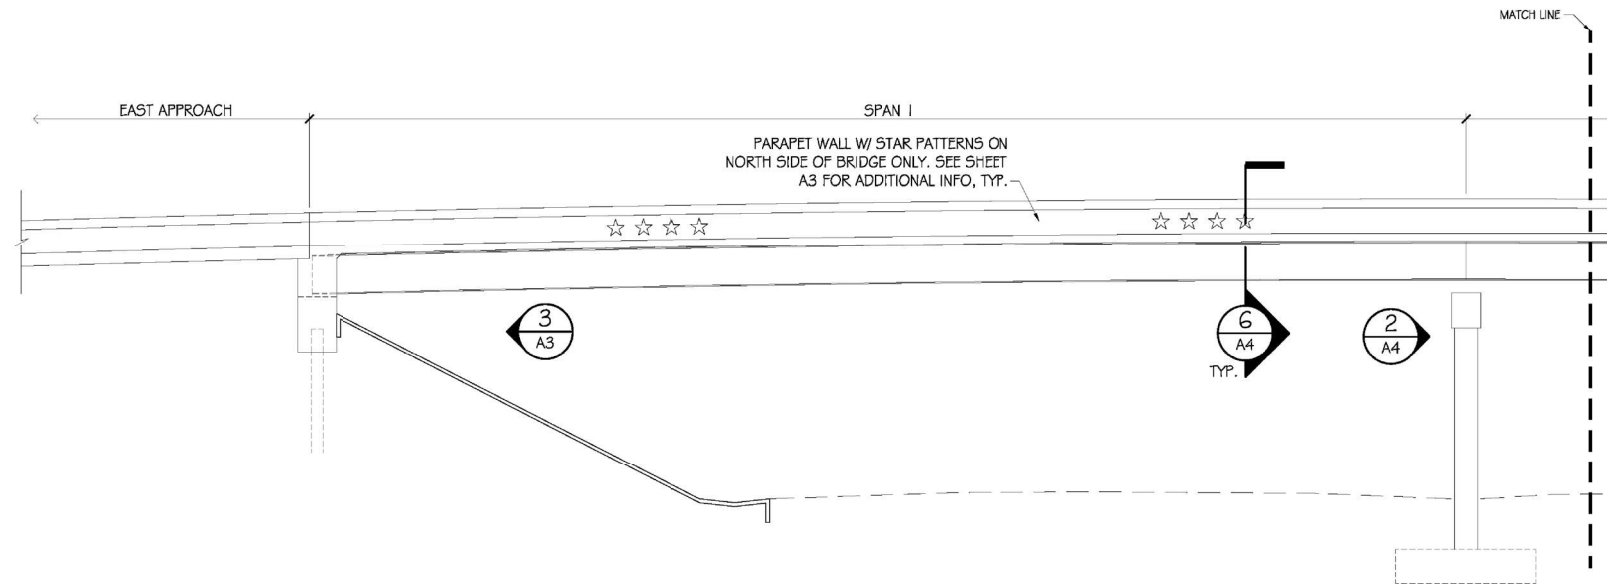 MATCH LINE
EAST APPROACH
SPAN 1
PARAPET WALL W/ STAR PATTERNS ON
NORTH SIDE OF BRIDGE ONLY. SEE SHEET
A3 FOR ADDITIONAL INFO, TYP.
3
A3
6
A4
TYP.
2
A4